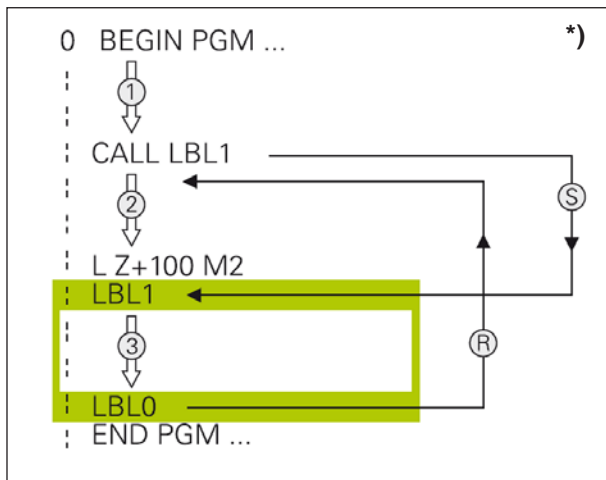 *)
0 BEGIN PGM ...
1
CALL LBL1
S
2
L Z+100 M2
LBL1
3
R
LBL0
END PGM ...